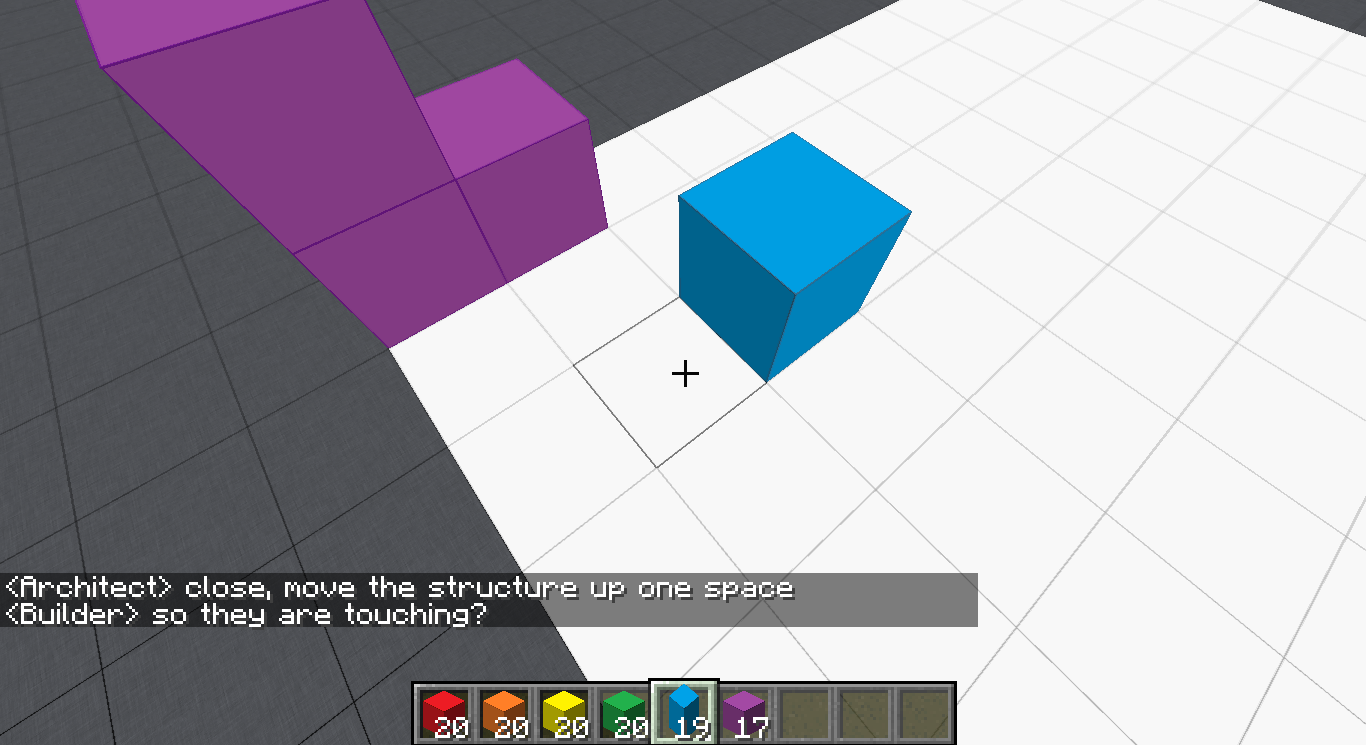 <Architect> close, move the structure up one space
<Builder> so they are touching?
20 20 20 20 19 17